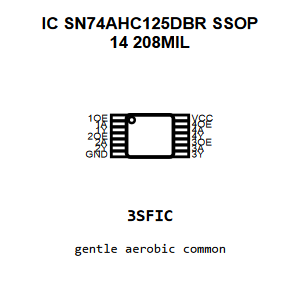 IC SN74AHC125DBR SSOP
14 208MIL
1OE VCC
1A 4OE
1Y 4A
2OE 4Y
2A 3OE
2Y 3A
GND 3Y
3SFIC
gentle aerobic common